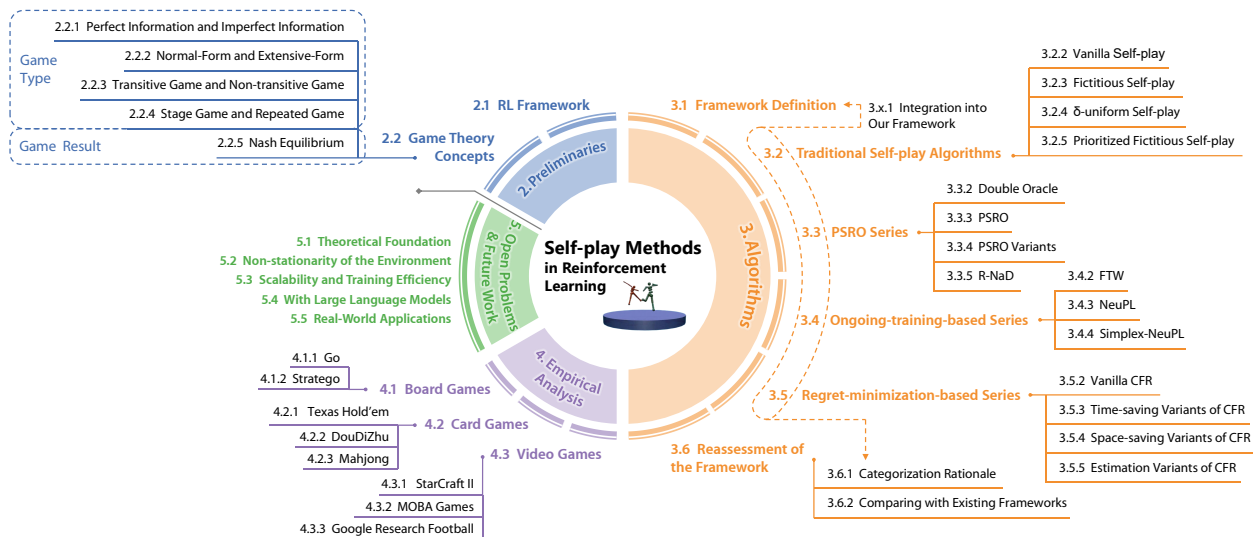 2.2.1 Perfect Information and Imperfect Information
2.2.2 Normal-Form and Extensive-Form
2.2.3 Transitive Game and Non-transitive Game
2.2.4 Stage Game and Repeated Game
Game
Type
Game Result
2.2.5 Nash Equilibrium
2.1 RL Framework
2.2 Game Theory
Concepts
2. Preliminaries
3.1 Framework Definition
3.x.1 Integration into
Our Framework
3.2 Traditional Self-play Algorithms
3.2.2 Vanilla Self-play
3.2.3 Fictitious Self-play
3.2.4 δ-uniform Self-play
3.2.5 Prioritized Fictitious Self-play
3.3 PSRO Series
3.3.2 Double Oracle
3.3.3 PSRO
3.3.4 PSRO Variants
3.3.5 R-NaD
3. Algorithms
3.4 Ongoing-training-based Series
3.4.2 FTW
3.4.3 NeuPL
3.4.4 Simplex-NeuPL
3.5 Regret-minimization-based Series
3.5.2 Vanilla CFR
3.5.3 Time-saving Variants of CFR
3.5.4 Space-saving Variants of CFR
3.5.5 Estimation Variants of CFR
3.6 Reassessment of
the Framework
3.6.1 Categorization Rationale
3.6.2 Comparing with Existing Frameworks
Self-play Methods
in Reinforcement
Learning
5. Open Problems
& Future Work
5.1 Theoretical Foundation
5.2 Non-stationarity of the Environment
5.3 Scalability and Training Efficiency
5.4 With Large Language Models
5.5 Real-World Applications
4. Empirical
Analysis
4.1 Board Games
4.1.1 Go
4.1.2 Stratego
4.2 Card Games
4.2.1 Texas Hold'em
4.2.2 DouDiZhu
4.2.3 Mahjong
4.3 Video Games
4.3.1 StarCraft II
4.3.2 MOBA Games
4.3.3 Google Research Football